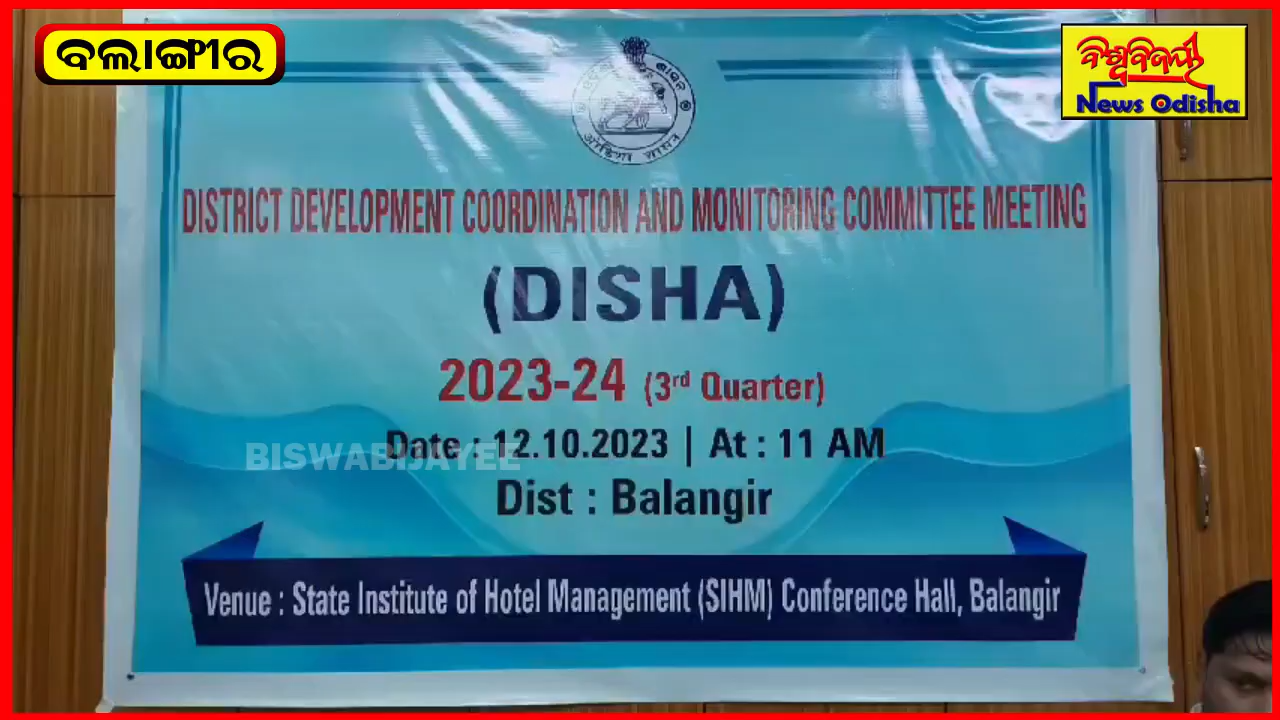 ବଲାଙ୍ଗୀର
ବିଶ୍ୱବିଜୟୀ
News Odisha
DISTRICT DEVELOPMENT COORDINATION AND MONITORING COMMITTEE MEETING
(DISHA)
2023-24 (3rd Quarter)
Date : 12.10.2023 | At : 11 AM
BISWABIJAYEE
Dist : Balangir
Venue : State Institute of Hotel Management (SIHM) Conference Hall, Balangir